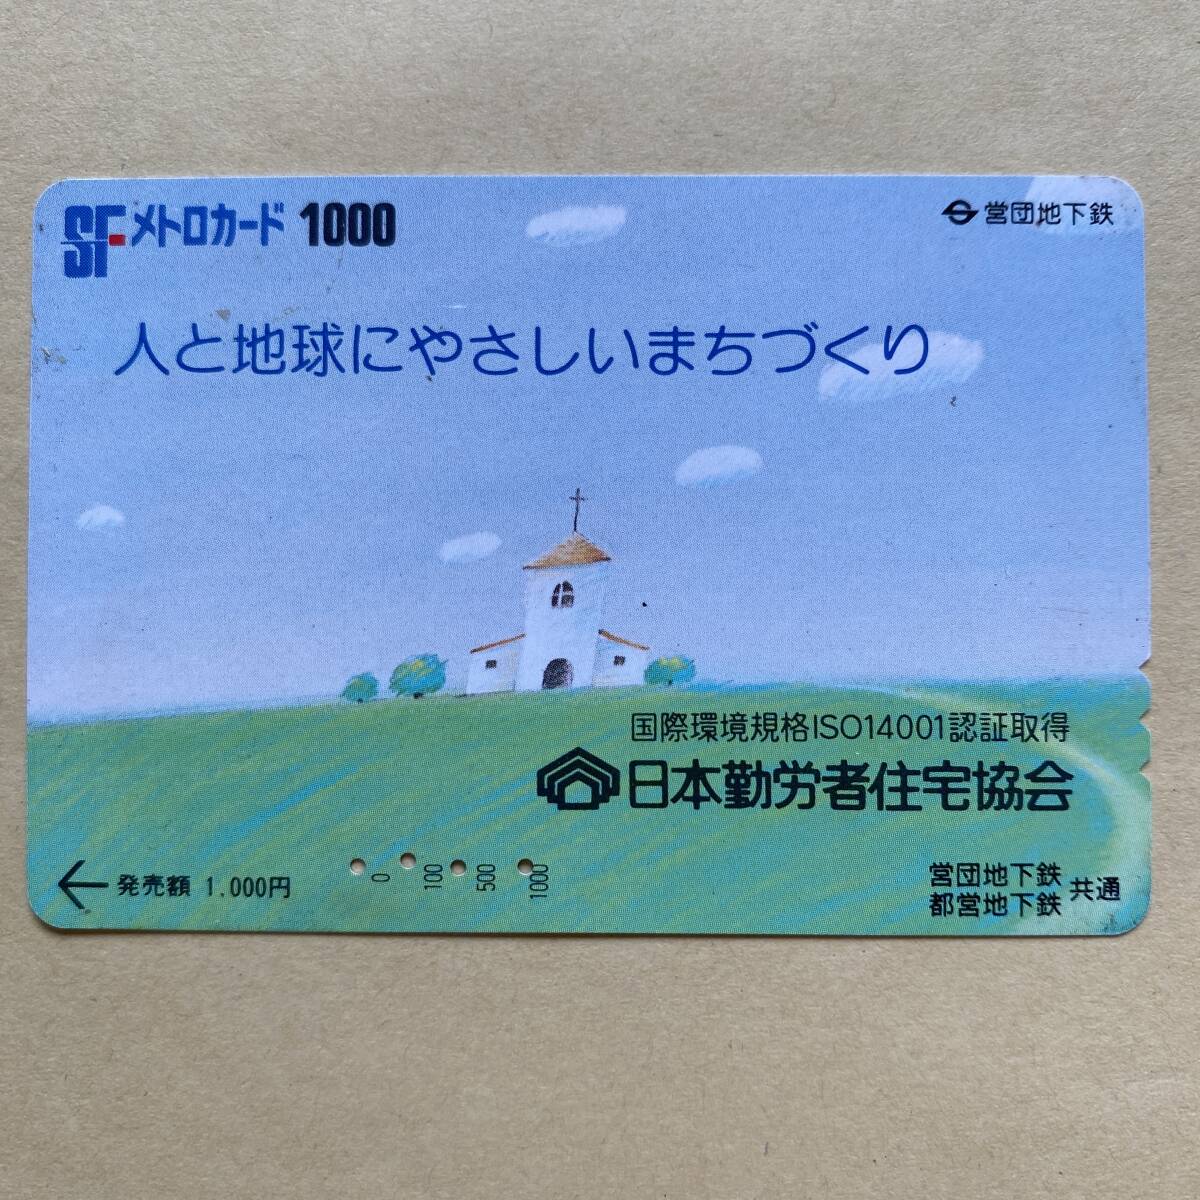 SF メトロカード 1000
営団地下鉄
人と地球にやさしいまちづくり
国際環境規格ISO14001認証取得
日本勤労者住宅協会
発売額 1.000円
0 100 500 1000
営団地下鉄
都営地下鉄 共通